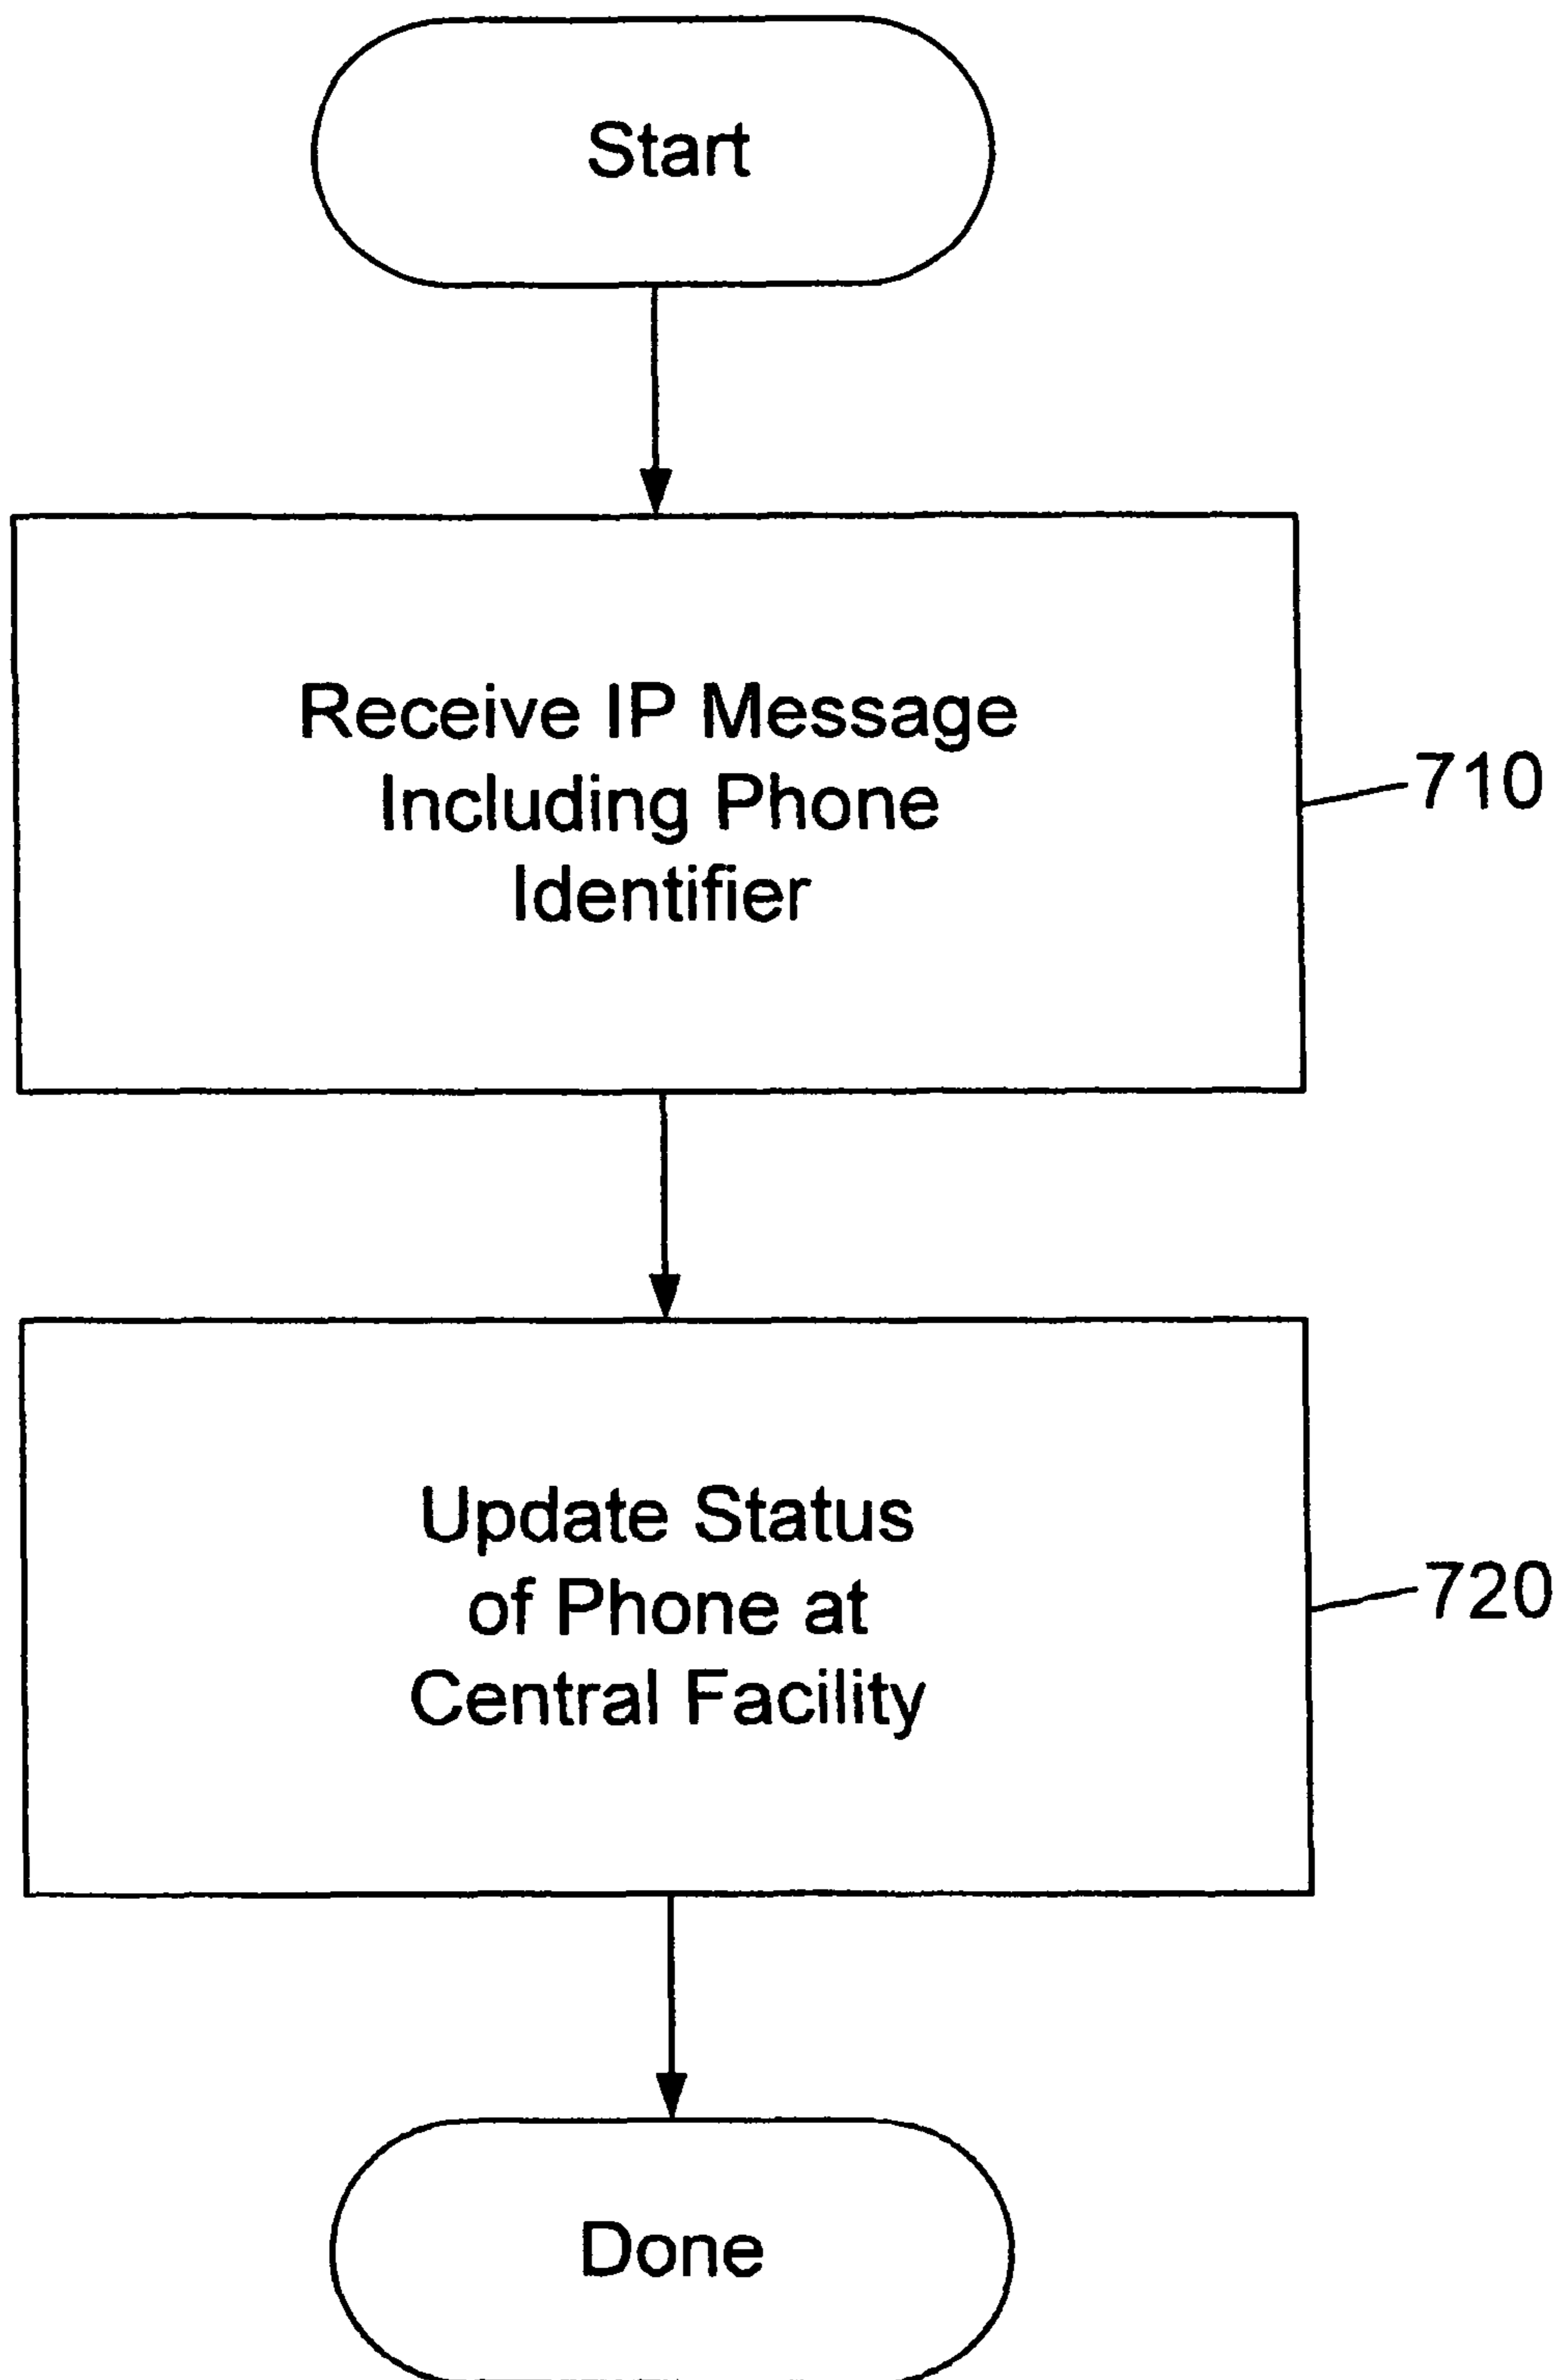 Start
Receive IP Message
Including Phone
Identifier
710
Update Status
of Phone at
Central Facility
720
Done